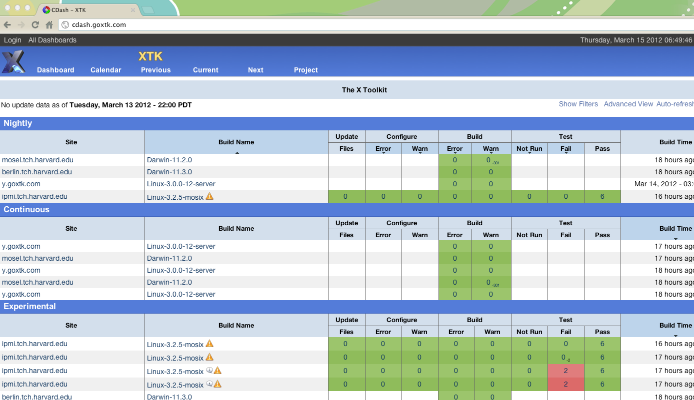 CDash - XTK
cdash.goxtk.com
Login All Dashboards Thursday, March 15 2012 06:49:46
XTK
Dashboard Calendar Previous Current Next Project
The X Toolkit
No update data as of Tuesday, March 13 2012 - 22:00 PDT Show Filters Advanced View Auto-refresh
Nightly
Site Build Name Update Configure Build Test Build Time
Files Error Warn Error Warn Not Run Fail Pass
mosel.tch.harvard.edu Darwin-11.2.0 0 0 18 hours ago
berlin.tch.harvard.edu Darwin-11.3.0 0 0 18 hours ago
y.goxtk.com Linux-3.0.0-12-server 0 0 Mar 14, 2012 - 03:
ipmi.tch.harvard.edu Linux-3.2.5-mosix 0 0 0 0 0 0 0 6 16 hours ago
Continuous
Site Build Name Update Configure Build Test Build Time
Files Error Warn Error Warn Not Run Fail Pass
y.goxtk.com Linux-3.0.0-12-server 0 0 17 hours ago
mosel.tch.harvard.edu Darwin-11.2.0 0 0 17 hours ago
y.goxtk.com Linux-3.0.0-12-server 0 0 18 hours ago
mosel.tch.harvard.edu Darwin-11.2.0 0 0 18 hours ago
y.goxtk.com Linux-3.0.0-12-server 0 0 18 hours ago
Experimental
Site Build Name Update Configure Build Test Build Time
Files Error Warn Error Warn Not Run Fail Pass
ipmi.tch.harvard.edu Linux-3.2.5-mosix 0 0 0 0 0 0 0 6 16 hours ago
ipmi.tch.harvard.edu Linux-3.2.5-mosix 0 0 0 0 0 0 0 6 17 hours ago
ipmi.tch.harvard.edu Linux-3.2.5-mosix 0 0 0 0 0 0 2 6 17 hours ago
ipmi.tch.harvard.edu Linux-3.2.5-mosix 0 0 0 0 0 0 2 6 17 hours ago
berlin.tch.harvard.edu Darwin-11.3.0 0 0 18 hours ago